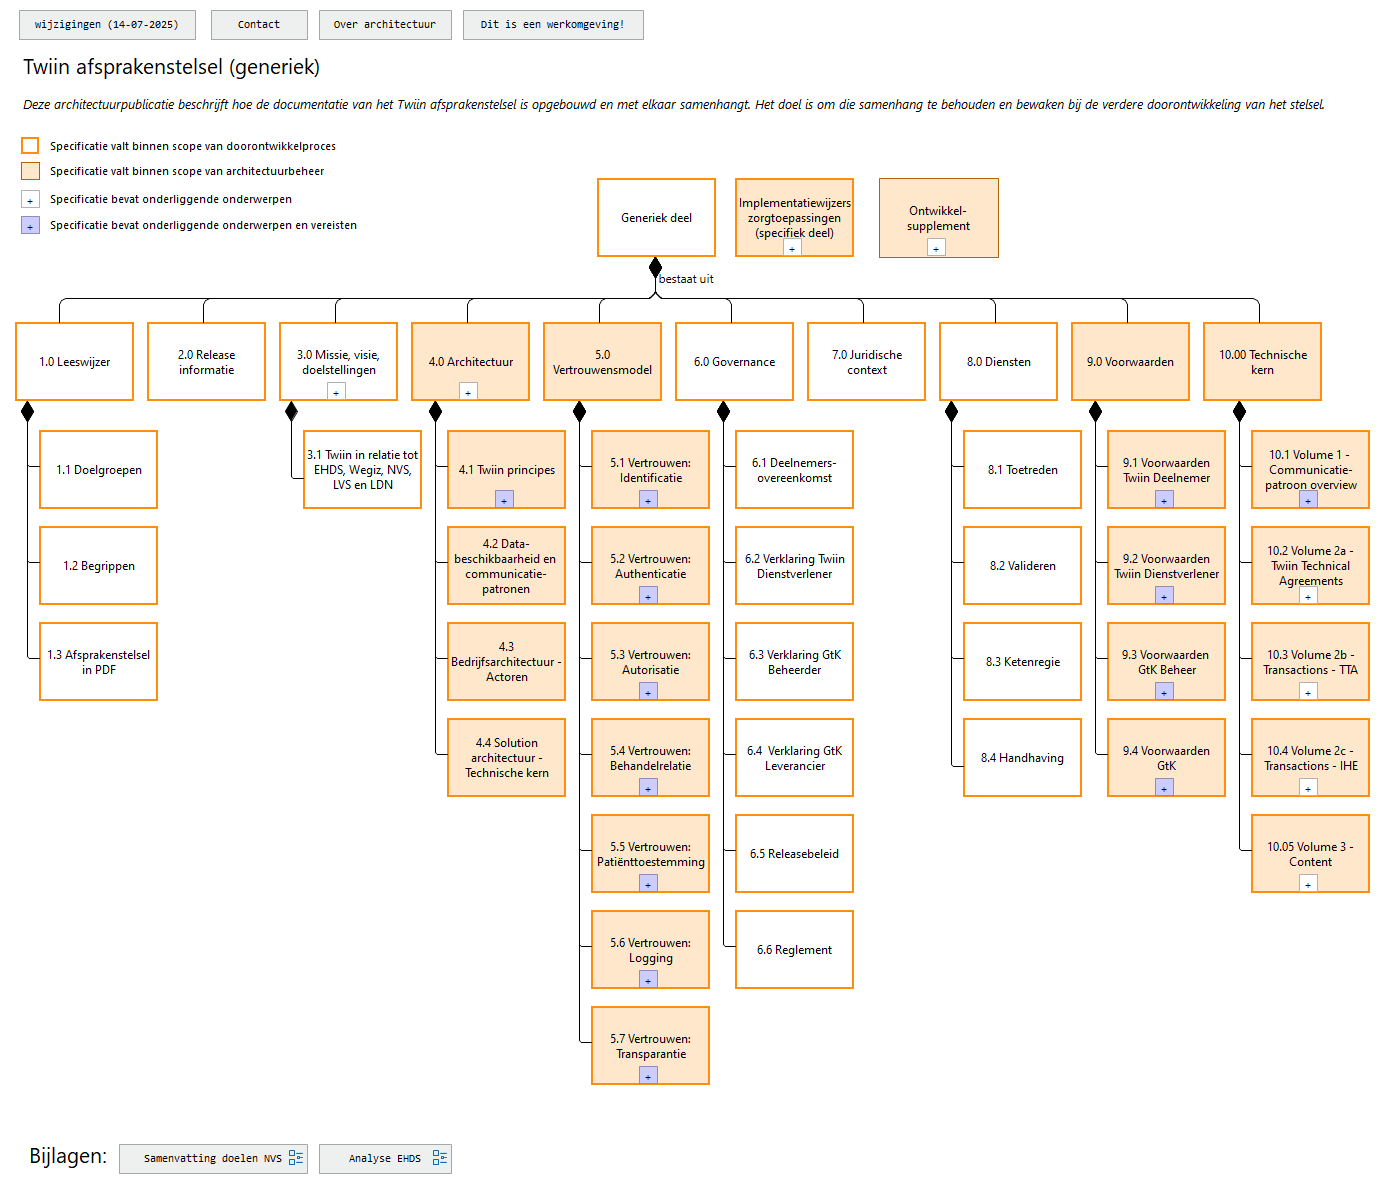 wijzigingen (14-07-2025)
Contact
Over architectuur
Dit is een werkomgeving!
Twiin afsprakenstelsel (generiek)
Deze architectuurpublicatie beschrijft hoe de documentatie van het Twiin afsprakenstelsel is opgebouwd en met elkaar samenhangt. Het doel is om die samenhang te behouden en bewaken bij de verdere doorontwikkeling van het stelsel.
Specificatie valt binnen scope van doorontwikkelproces
Specificatie valt binnen scope van architectuurbeheer
+ Specificatie bevat onderliggende onderwerpen
+ Specificatie bevat onderliggende onderwerpen en vereisten
Generiek deel
Implementatiewijzers
zorgtoepassingen
(specifiek deel)
+
Ontwikkel-
supplement
+
bestaat uit
1.0 Leeswijzer
2.0 Release
informatie
3.0 Missie, visie,
doelstellingen
+
4.0 Architectuur
+
5.0
Vertrouwensmodel
6.0 Governance
7.0 Juridische
context
8.0 Diensten
9.0 Voorwaarden
10.00 Technische
kern
1.1 Doelgroepen
1.2 Begrippen
1.3 Afsprakenstelsel
in PDF
3.1 Twiin in relatie tot
EHDS, Wegiz, NVS,
LVS en LDN
4.1 Twiin principes
+
4.2 Data-
beschikbaarheid en
communicatie-
patronen
4.3
Bedrijfsarchitectuur -
Actoren
4.4 Solution
architectuur -
Technische kern
5.1 Vertrouwen:
Identificatie
+
5.2 Vertrouwen:
Authenticatie
+
5.3 Vertrouwen:
Autorisatie
+
5.4 Vertrouwen:
Behandelrelatie
+
5.5 Vertrouwen:
Patiënttoestemming
+
5.6 Vertrouwen:
Logging
+
5.7 Vertrouwen:
Transparantie
+
6.1 Deelnemers-
overeenkomst
6.2 Verklaring Twiin
Dienstverlener
6.3 Verklaring GtK
Beheerder
6.4 Verklaring GtK
Leverancier
6.5 Releasebeleid
6.6 Reglement
8.1 Toetreden
8.2 Valideren
8.3 Ketenregie
8.4 Handhaving
9.1 Voorwaarden
Twiin Deelnemer
+
9.2 Voorwaarden
Twiin Dienstverlener
+
9.3 Voorwaarden
GtK Beheer
+
9.4 Voorwaarden
GtK
+
10.1 Volume 1 -
Communicatie-
patroon overview
+
10.2 Volume 2a -
Twiin Technical
Agreements
+
10.3 Volume 2b -
Transactions - TTA
+
10.4 Volume 2c -
Transactions - IHE
+
10.05 Volume 3 -
Content
+
Bijlagen:
Samenvatting doelen NVS
Analyse EHDS